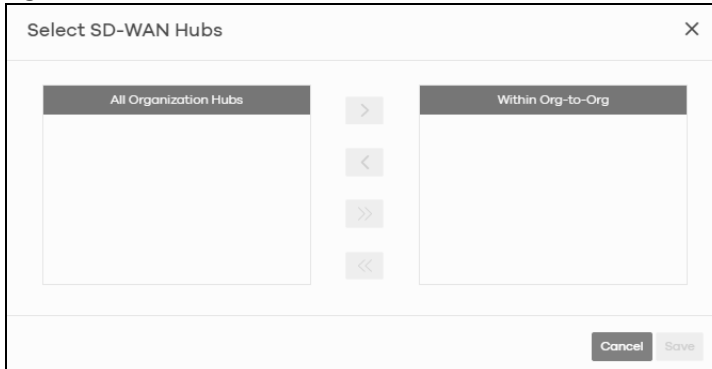 Select SD-WAN Hubs
All Organization Hubs
Within Org-to-Org
Cancel
Save